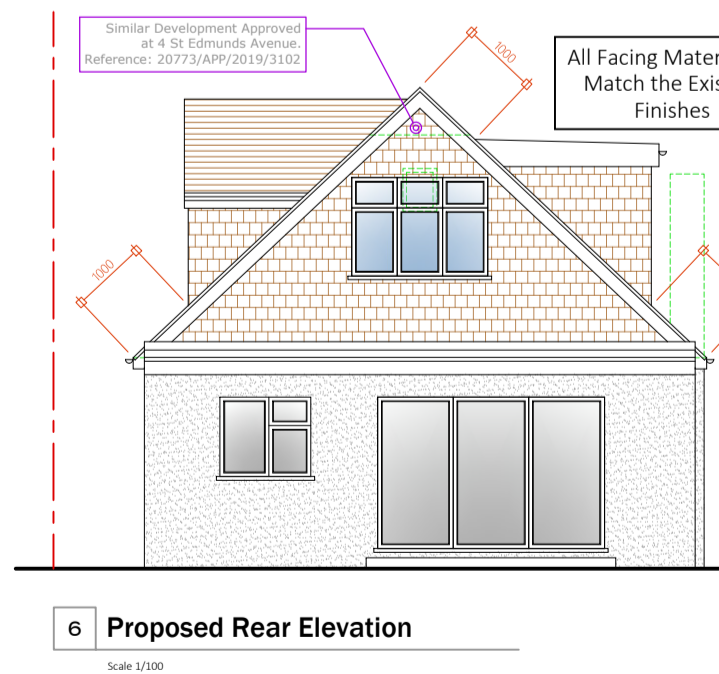 Similar Development Approved
at 4 St Edmunds Avenue.
Reference: 20773/APP/2019/3102
1000
All Facing Mater
Match the Exis
Finishes
1000
6 Proposed Rear Elevation
Scale 1/100